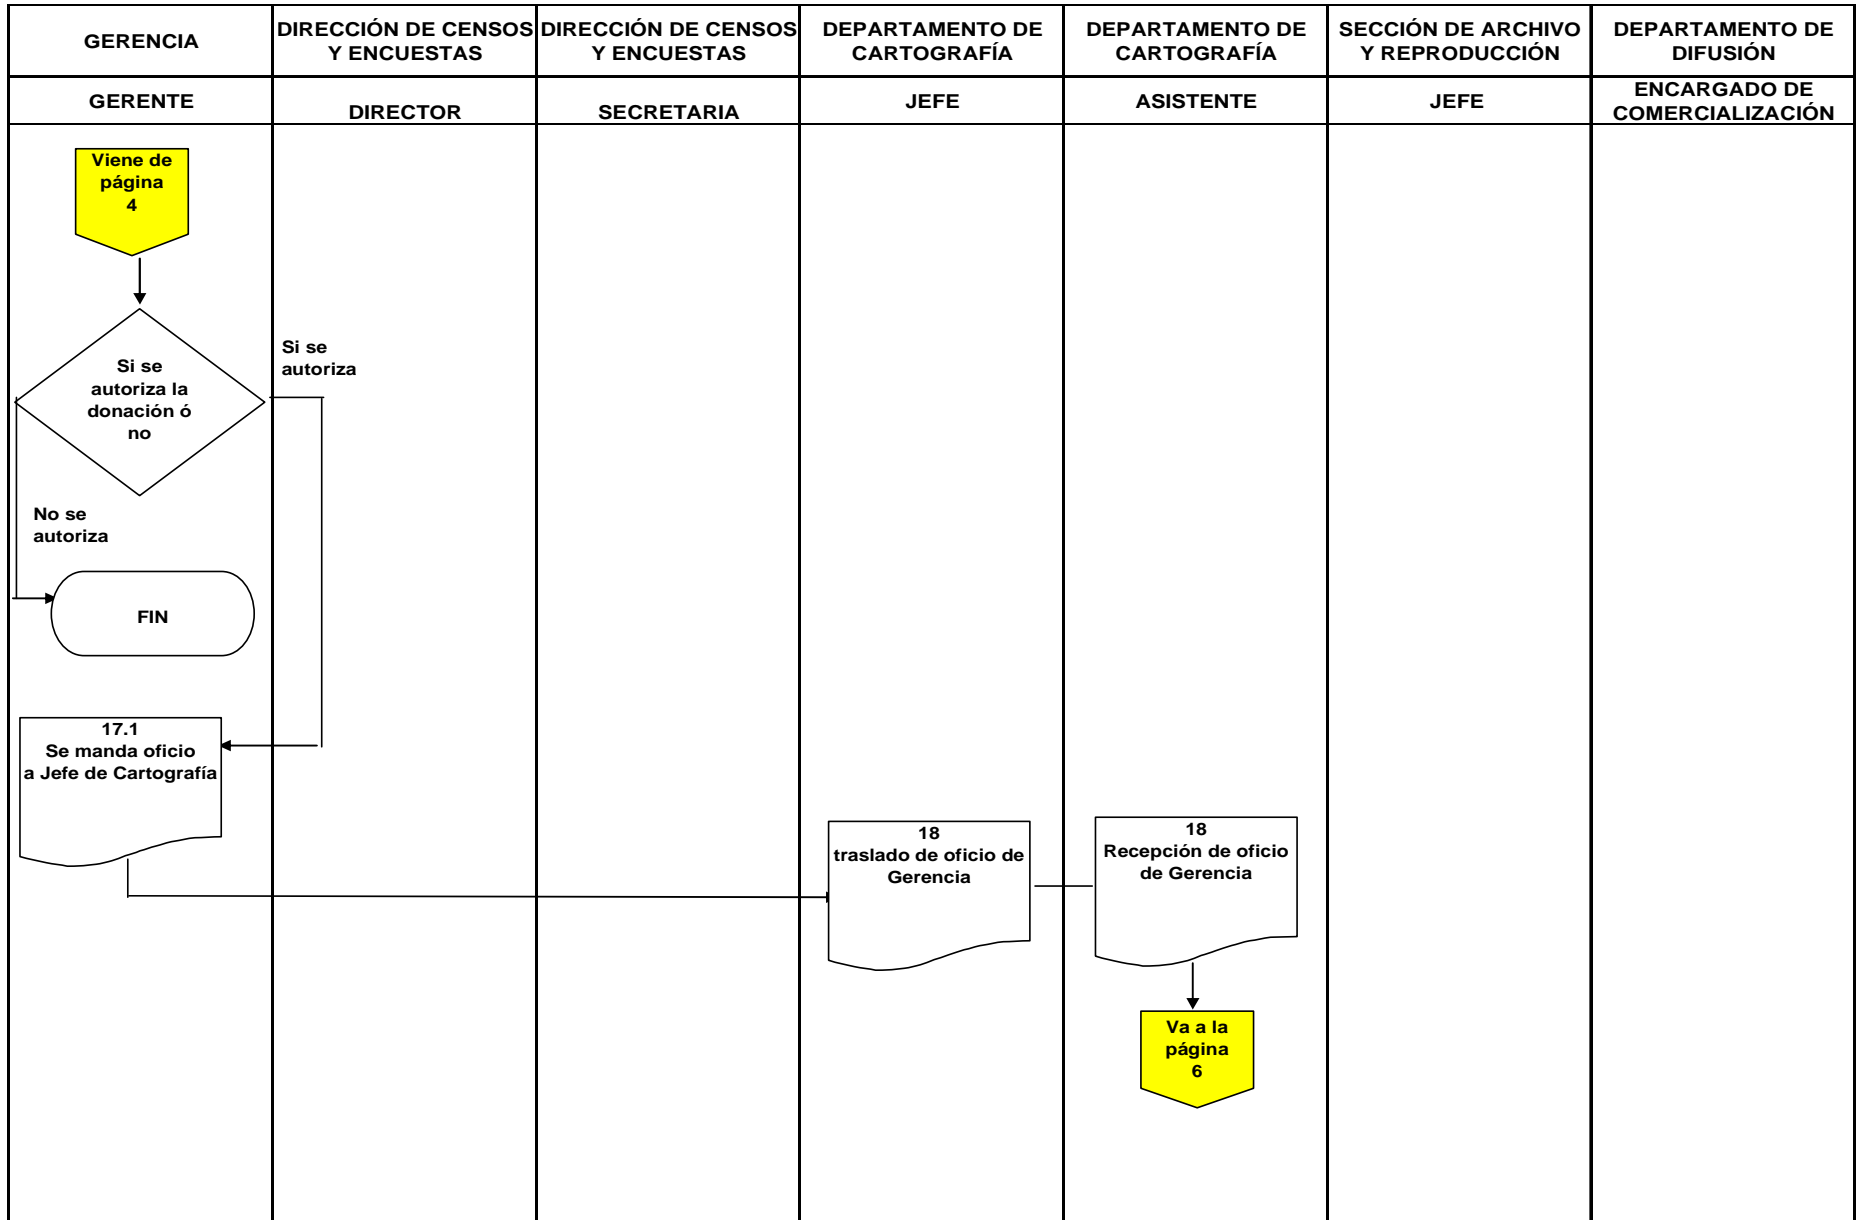 GERENCIA
DIRECCIÓN DE CENSOS
Y ENCUESTAS
DIRECCIÓN DE CENSOS
Y ENCUESTAS
DEPARTAMENTO DE
CARTOGRAFÍA
DEPARTAMENTO DE
CARTOGRAFÍA
SECCIÓN DE ARCHIVO
Y REPRODUCCIÓN
DEPARTAMENTO DE
DIFUSIÓN
GERENTE
DIRECTOR
SECRETARIA
JEFE
ASISTENTE
JEFE
ENCARGADO DE
COMERCIALIZACIÓN
Viene de
página
4
Si se
autoriza la
donación ó
no
Si se
autoriza
No se
autoriza
FIN
17.1
Se manda oficio
a Jefe de Cartografía
18
traslado de oficio de
Gerencia
18
Recepción de oficio
de Gerencia
Va a la
página
6